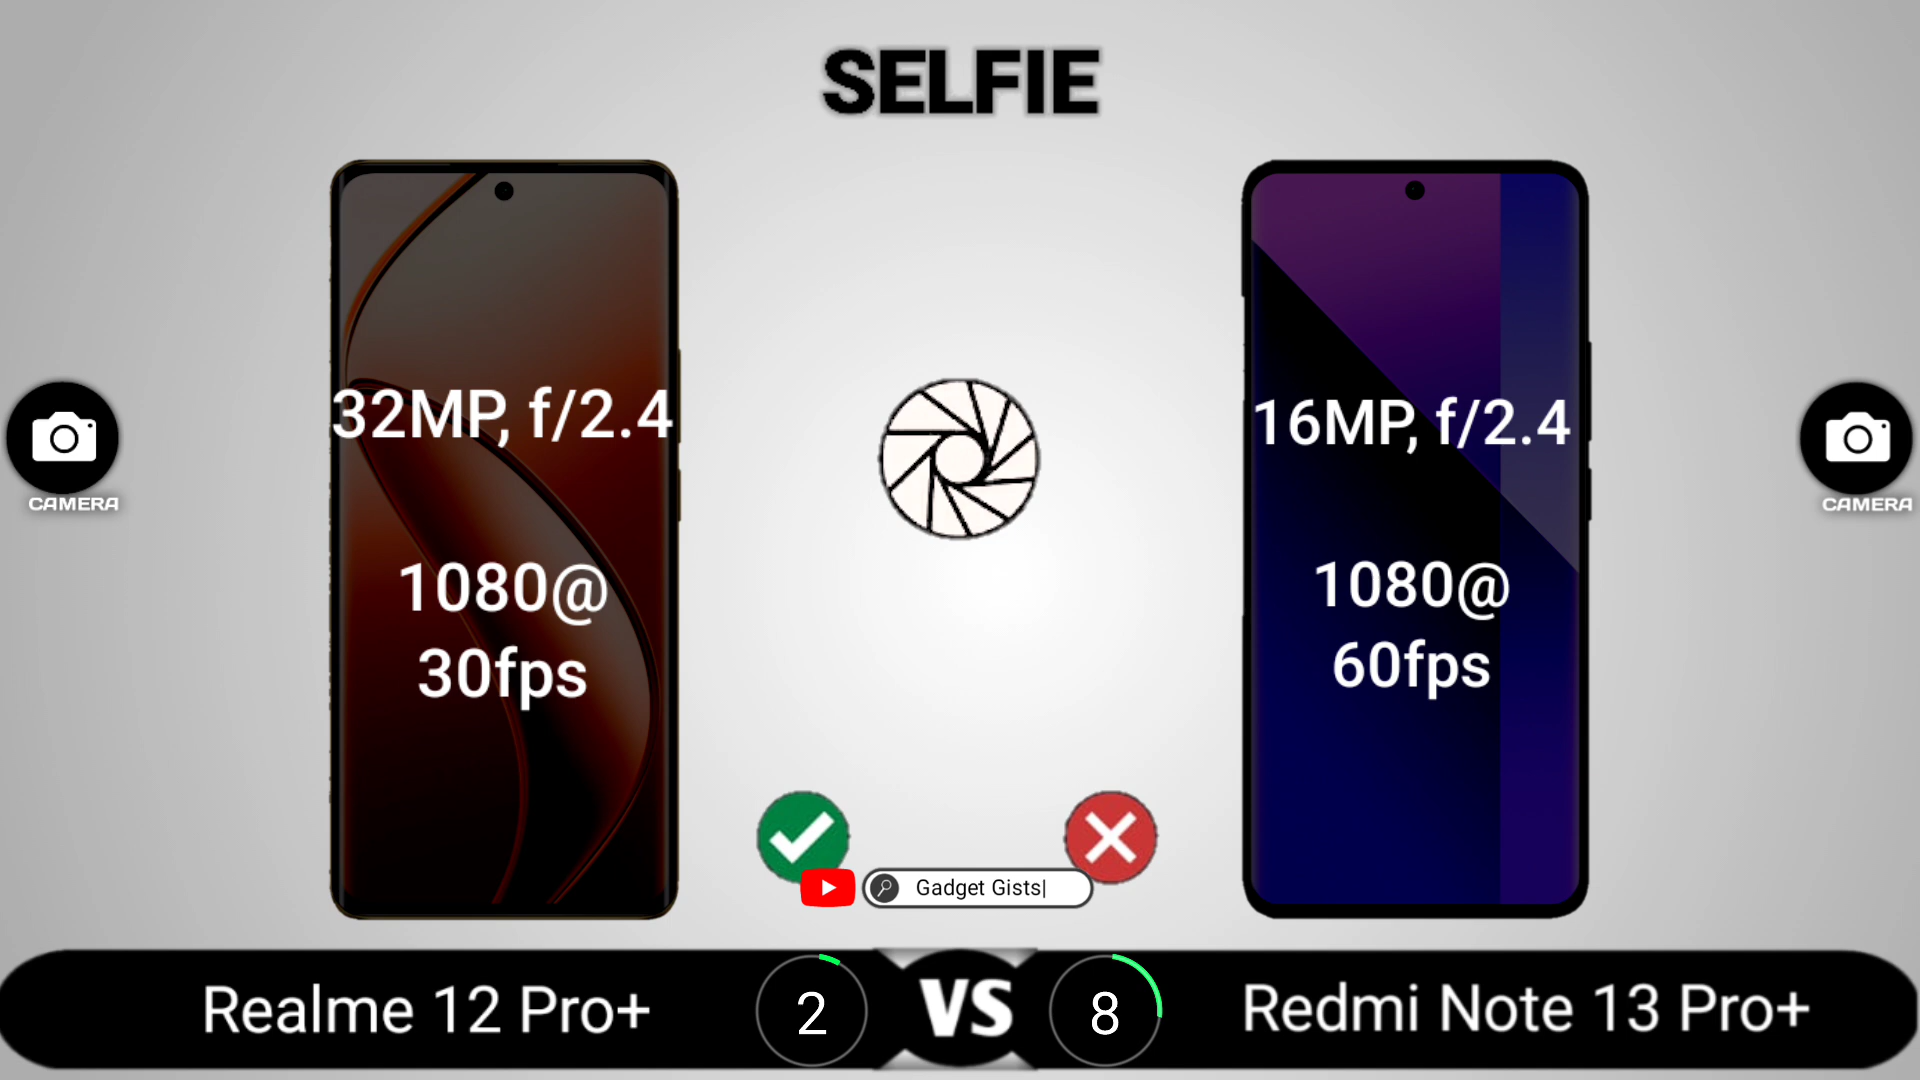 SELFIE
32MP, f/2.4
1080@
30fps
16MP, f/2.4
1080@
60fps
CAMERA
CAMERA
Gadget Gists|
Realme 12 Pro+
2
VS
8
Redmi Note 13 Pro+